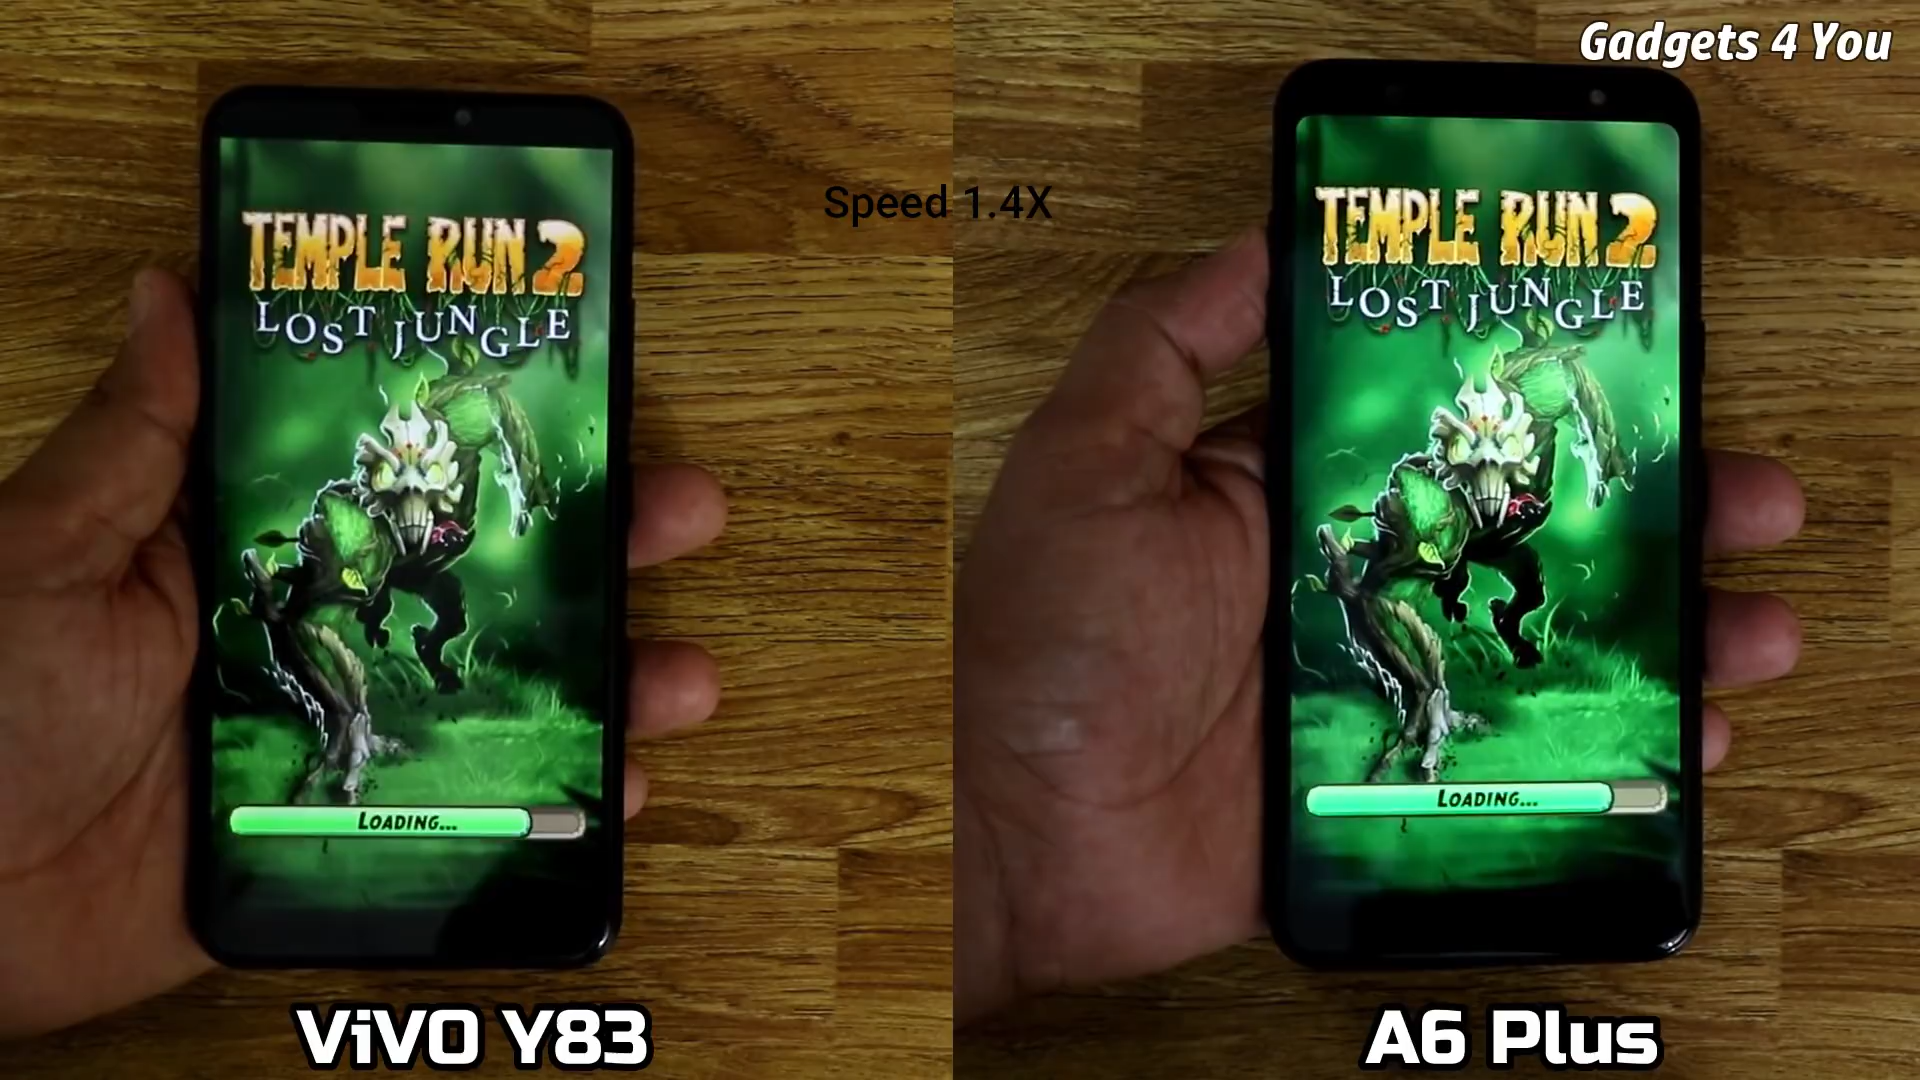 Gadgets 4 You
Speed 1.4X
TEMPLE RUN 2
LOST JUNGLE
LOADING...
TEMPLE RUN 2
LOST JUNGLE
LOADING...
ViVO Y83
A6 Plus